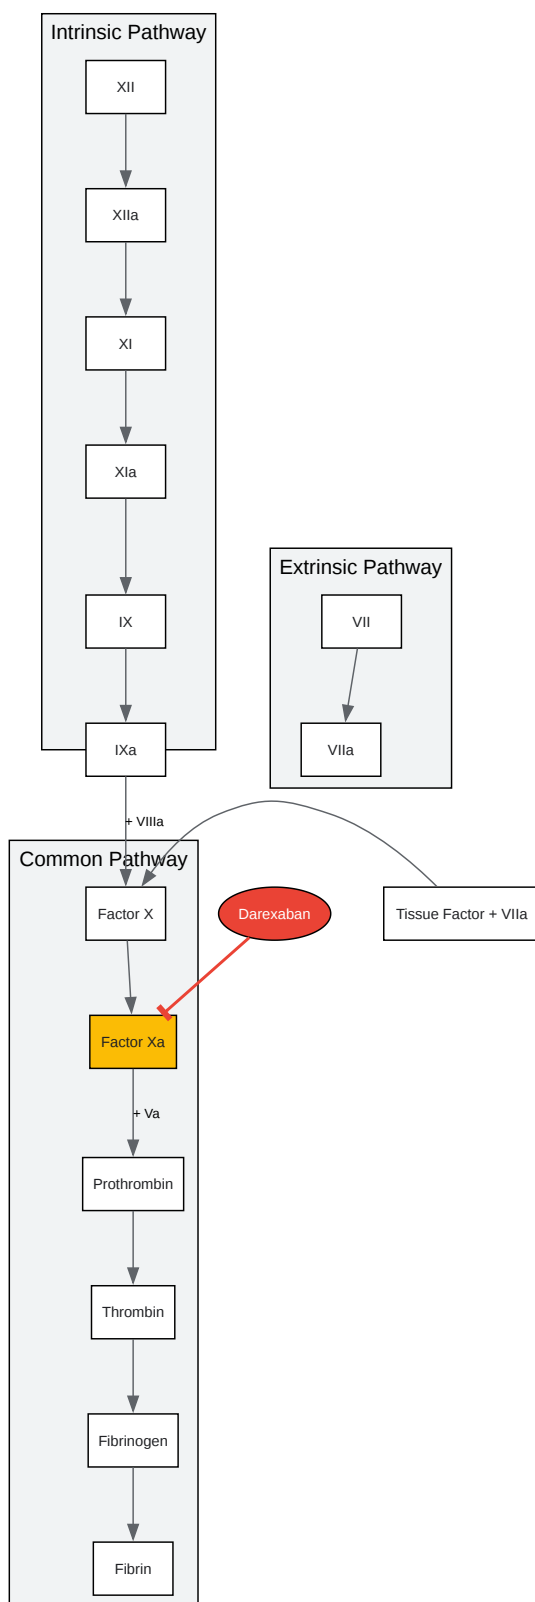 Intrinsic Pathway
XII
XIIa
XI
XIa
IX
IXa
Extrinsic Pathway
VII
VIIa
+ VIIIa
Common Pathway
Factor X
Darexaban
Tissue Factor + VIIa
Factor Xa
+ Va
Prothrombin
Thrombin
Fibrinogen
Fibrin